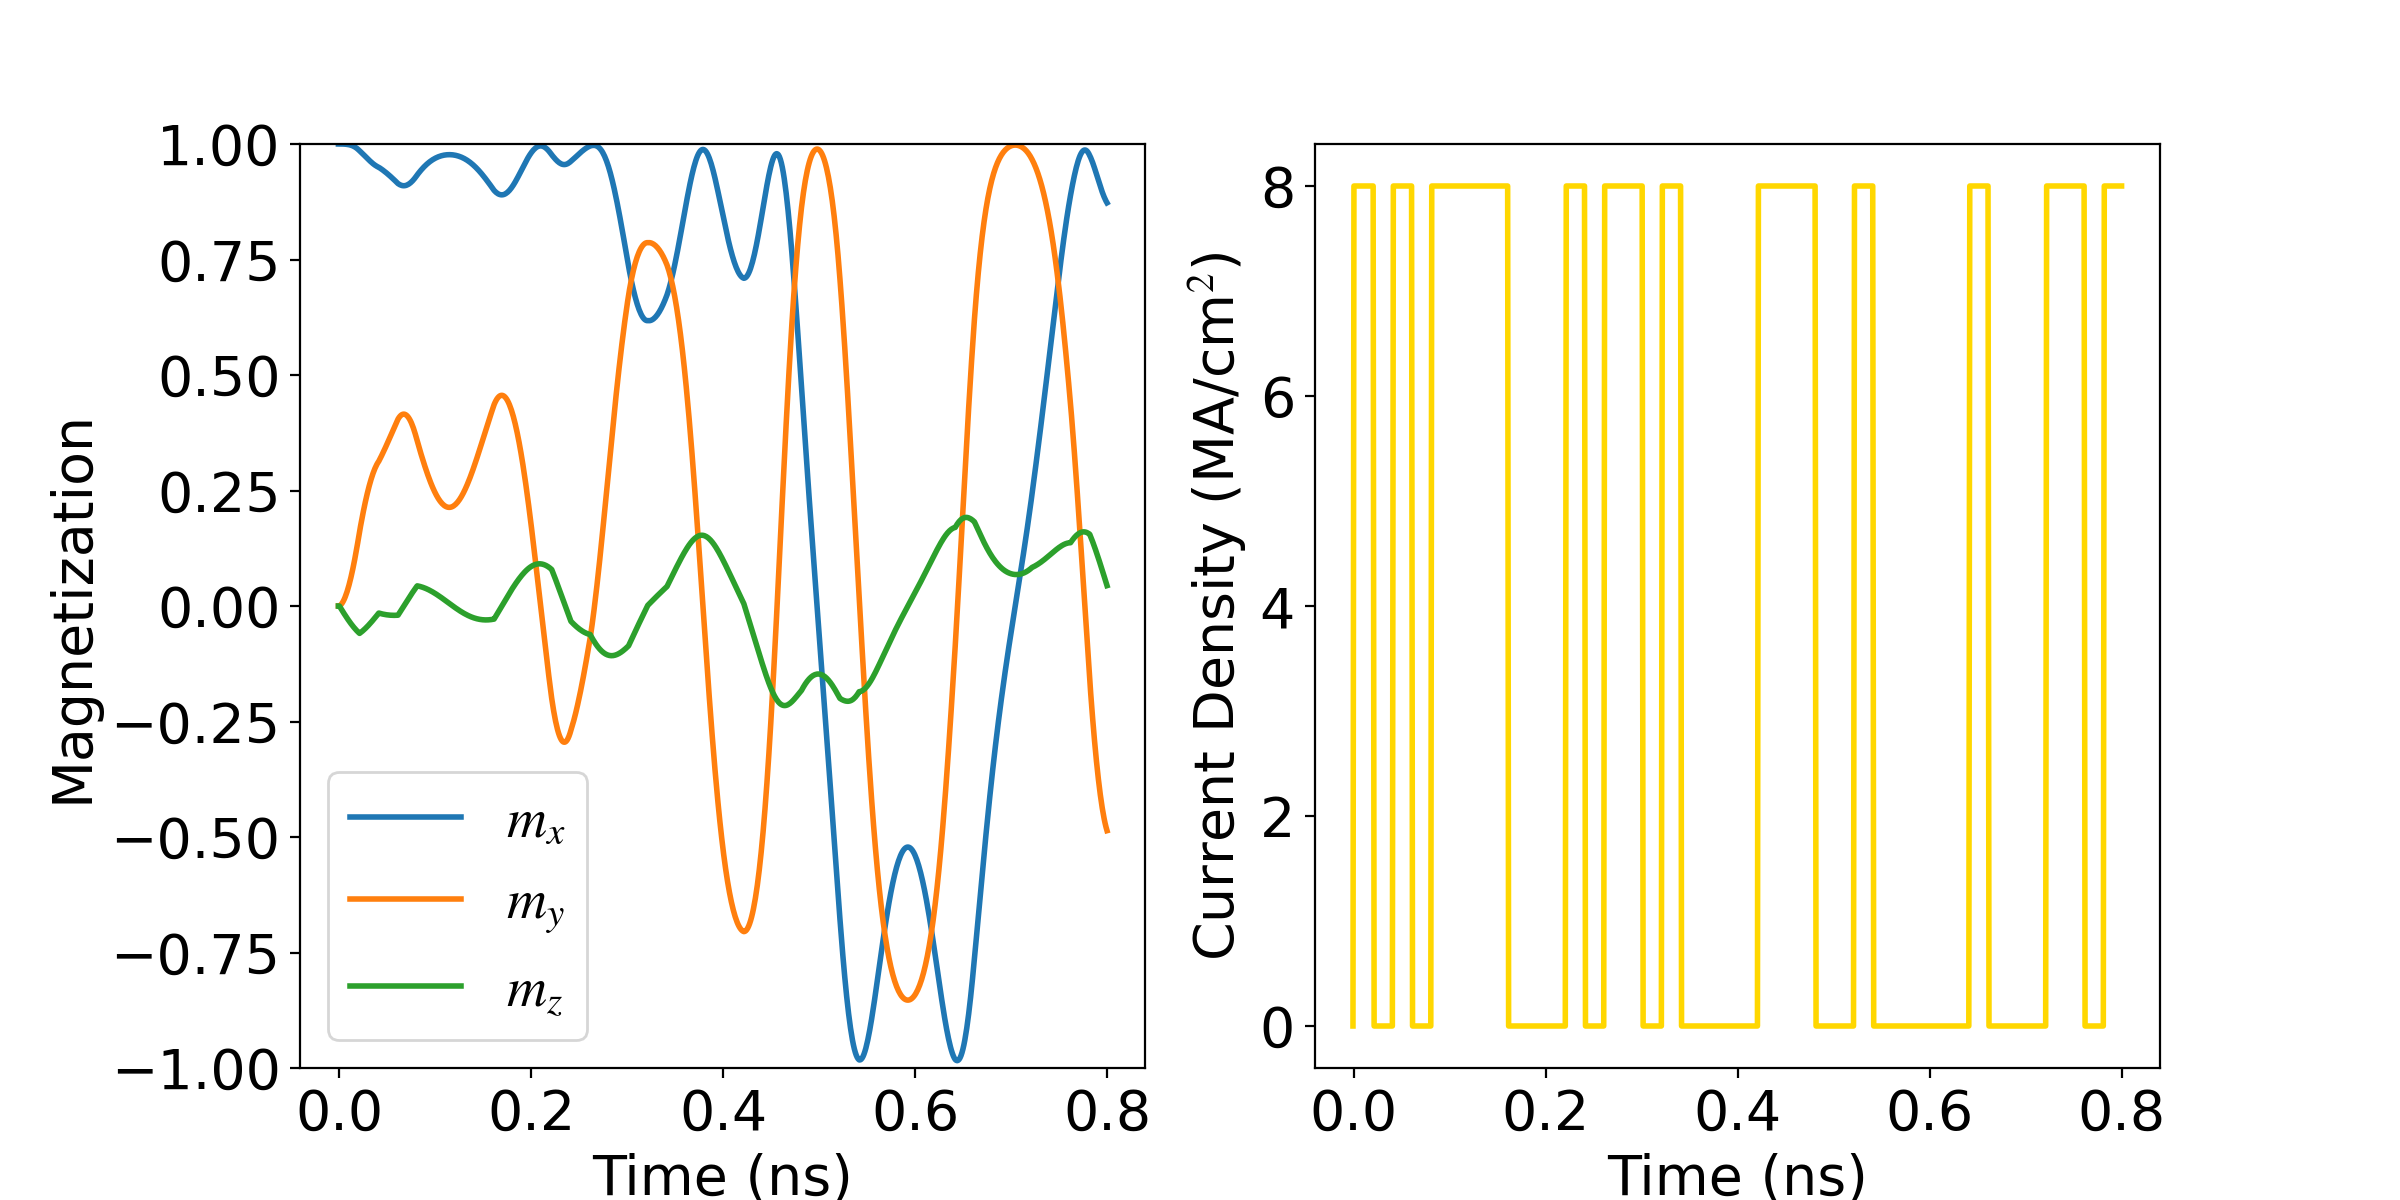 Magnetization
1.00
0.75
0.50
0.25
0.00
−0.25
−0.50
−0.75
−1.00
m_x
m_y
m_z
0.0 0.2 0.4 0.6 0.8
Time (ns)
Current Density (MA/cm²)
8
6
4
2
0
0.0 0.2 0.4 0.6 0.8
Time (ns)